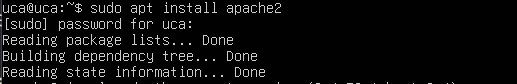 uca@uca:~$ sudo apt install apache2
[sudo] password for uca:
Reading package lists... Done
Building dependency tree... Done
Reading state information... Done